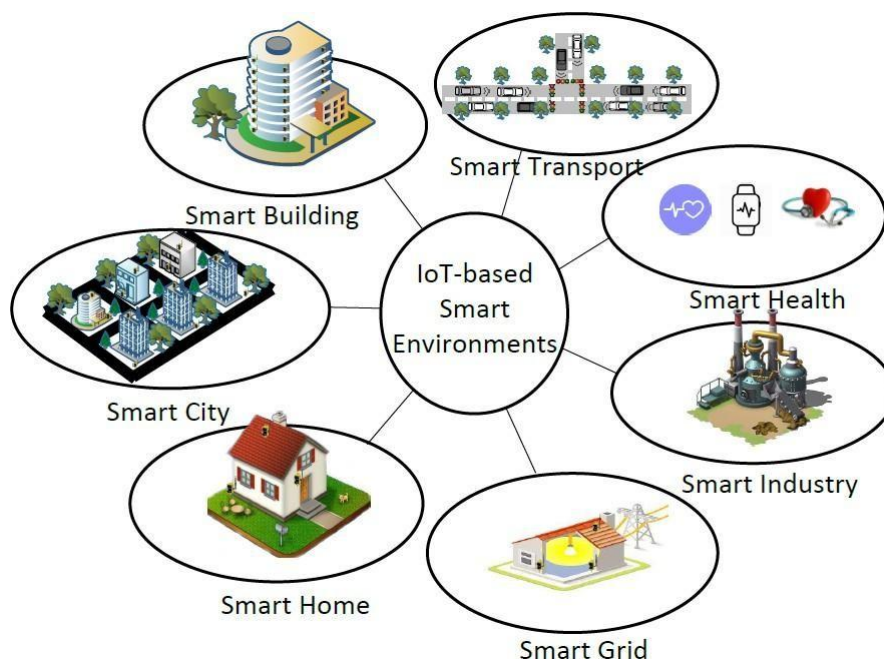 Smart Transport
Smart Building
IoT-based
Smart
Environments
Smart Health
Smart City
Smart Industry
Smart Home
Smart Grid